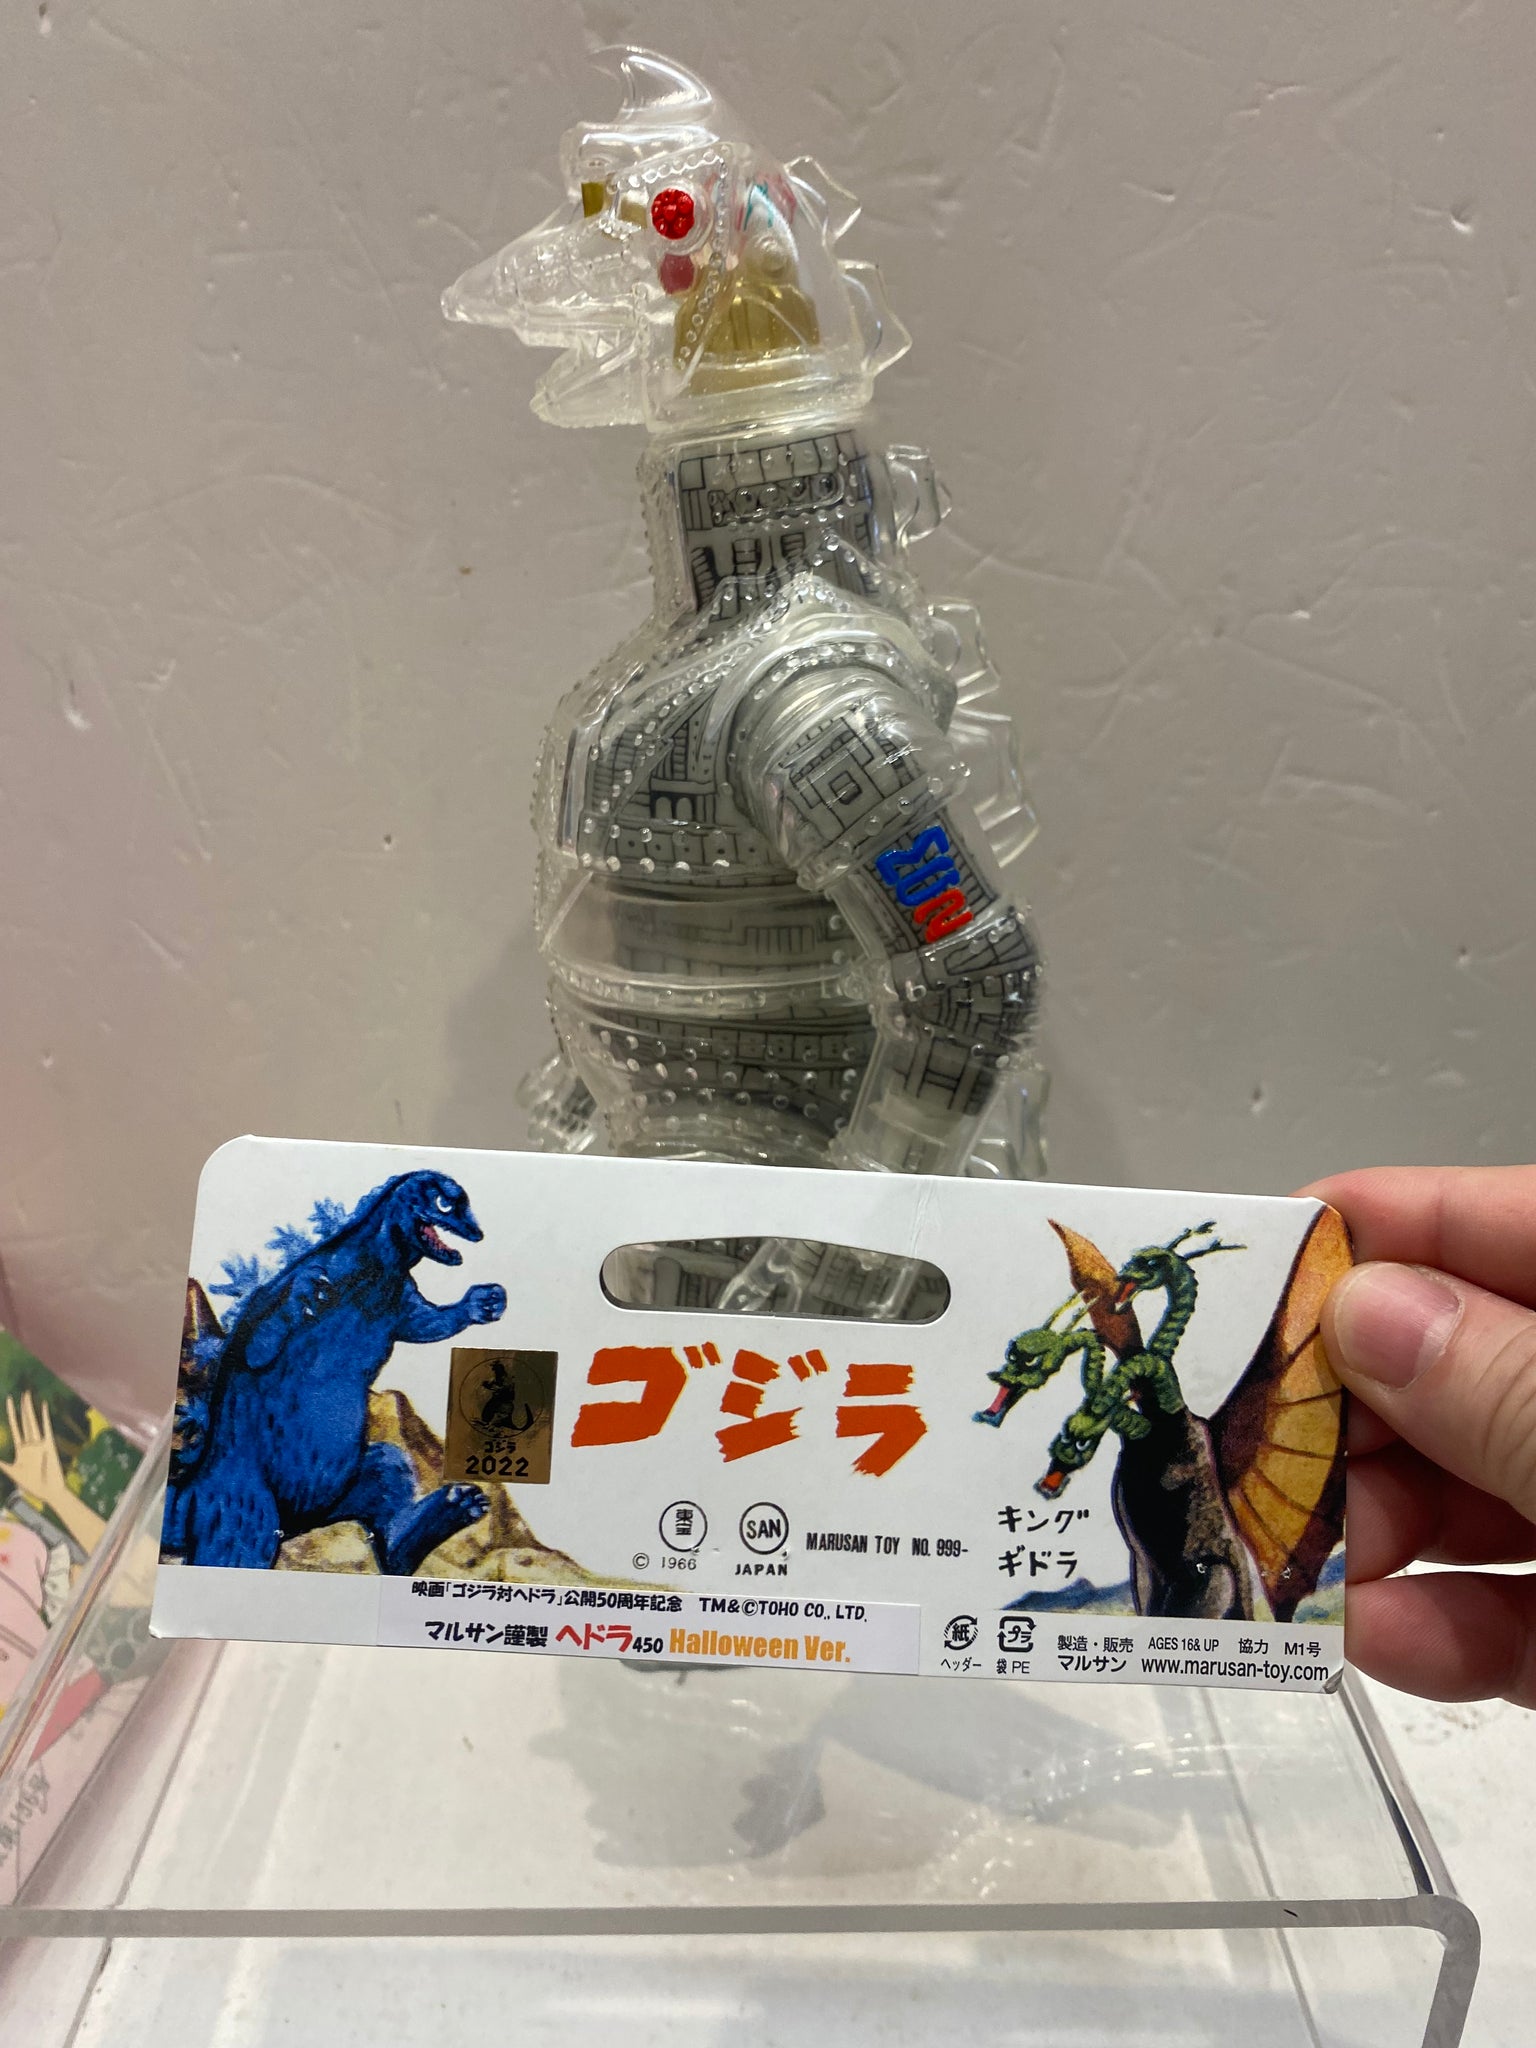 ゴジラ
2022
ゴジラ
東宝
© 1966
SAN
JAPAN
MARUSAN TOY NO. 999-
キング
ギドラ
映画「ゴジラ対ヘドラ」公開50周年記念 TM&©TOHO CO., LTD.
マルサン謹製 ヘドラ450 Halloween Ver.
紙
ヘッダー
プラ
袋 PE
製造・販売 AGES 16& UP 協力 M1号
マルサン www.marusan-toy.com